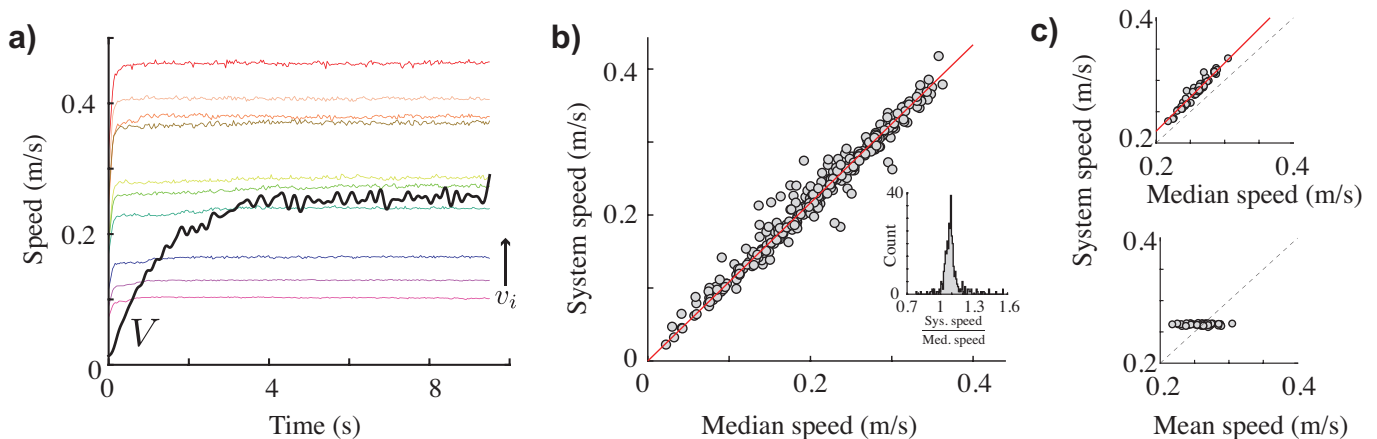 a)
Speed (m/s)
0.4
0.2
0
0
4
8
Time (s)
V
v_i
b)
System speed (m/s)
0.4
0.2
0
0
0.2
0.4
Median speed (m/s)
Count
40
0
0.7
1
1.3
1.6
Sys. speed
Med. speed
c)
System speed (m/s)
0.4
0.2
0.2
0.4
Median speed (m/s)
0.4
0.2
0.2
0.4
Mean speed (m/s)